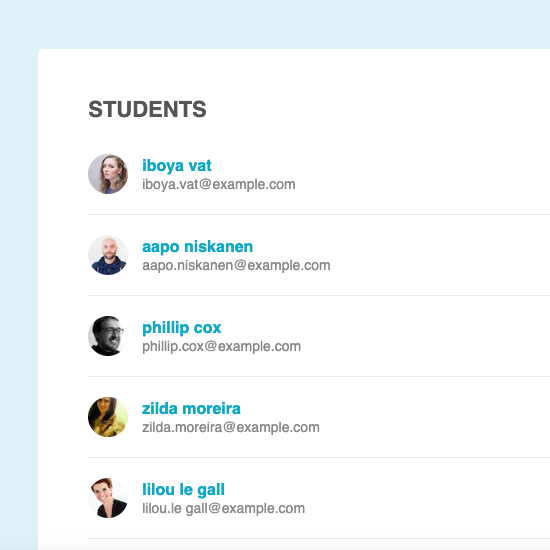 STUDENTS
iboya vat
iboya.vat@example.com
aapo niskanen
aapo.niskanen@example.com
phillip cox
phillip.cox@example.com
zilda moreira
zilda.moreira@example.com
lilou le gall
lilou.le gall@example.com